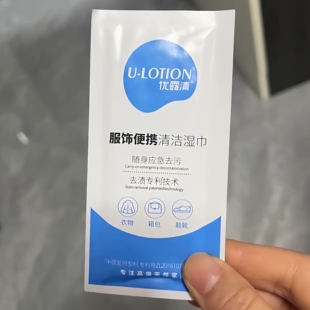 U-LOTION
优露清
服饰便携清洁湿巾
随身应急去污
Carry-on emergency decontamination
去渍专利技术
Stain removal patented technology
衣物 箱包 鞋靴